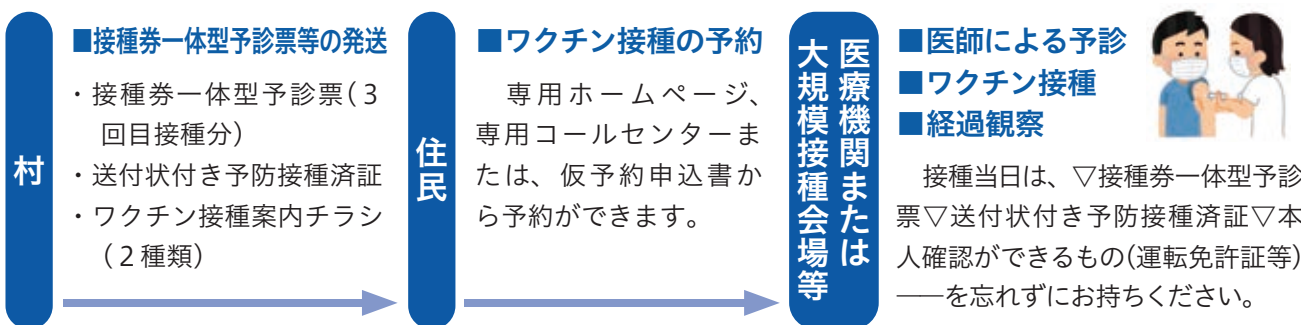 村
■接種券一体型予診票等の発送
・接種券一体型予診票(3
回目接種分)
・送付状付き予防接種済証
・ワクチン接種案内チラシ
(2種類)
住民
■ワクチン接種の予約
専用ホームページ、
専用コールセンターま
たは、仮予約申込書か
ら予約ができます。
医療機関または
大規模接種会場等
■医師による予診
■ワクチン接種
■経過観察
接種当日は、▽接種券一体型予診
票▽送付状付き予防接種済証▽本
人確認ができるもの(運転免許証等)
――を忘れずにお持ちください。